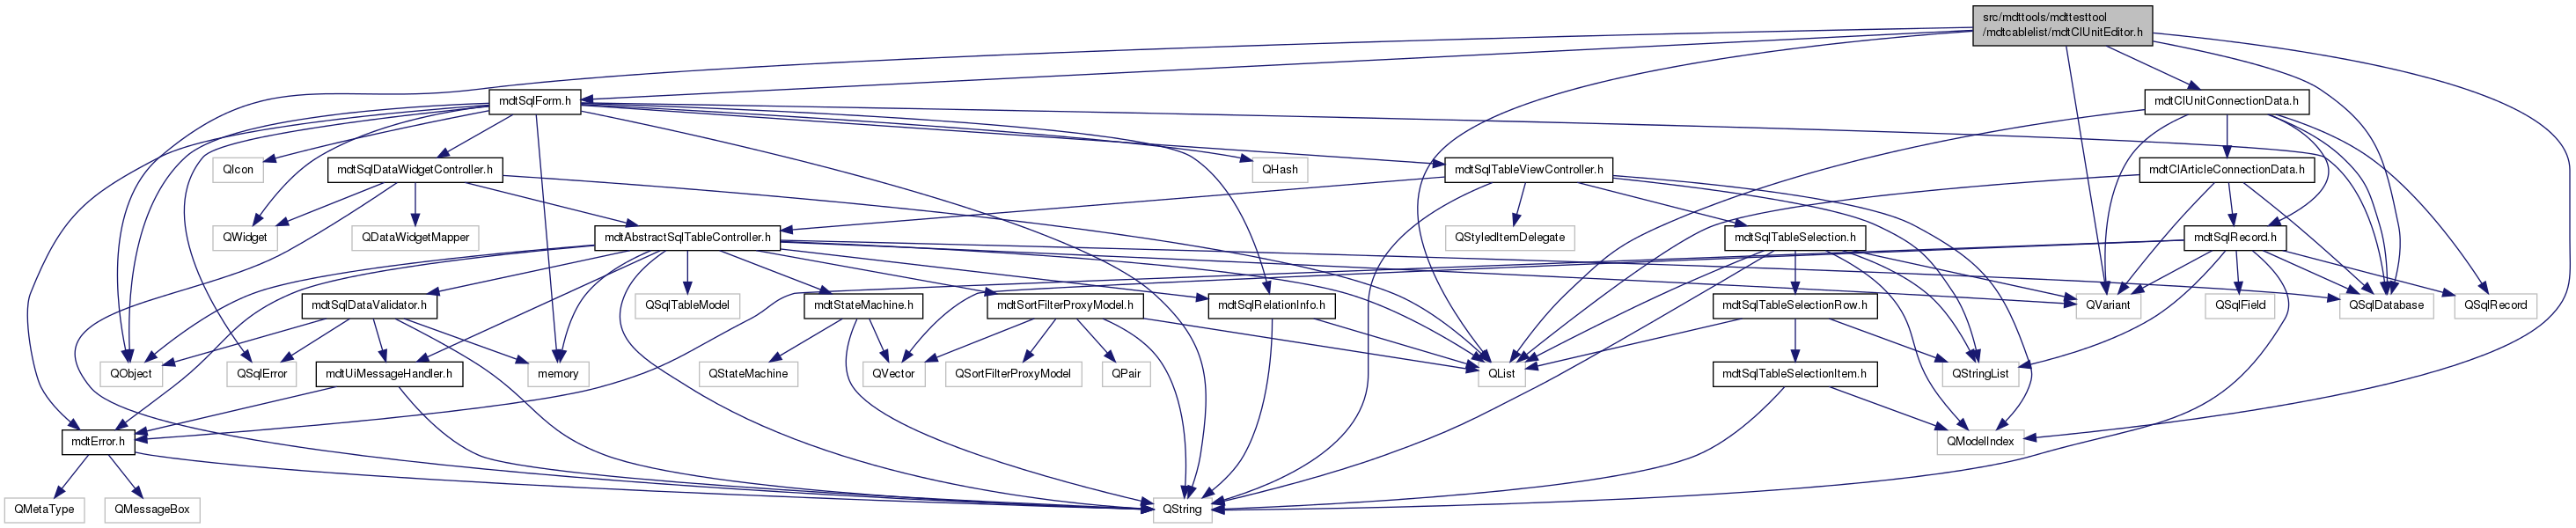 src/mdttools/mdttesttool
/mdtcablelist/mdtClUnitEditor.h
mdtSqlForm.h
mdtClUnitConnectionData.h
QIcon
mdtSqlDataWidgetController.h
QHash
mdtSqlTableViewController.h
mdtClArticleConnectionData.h
QWidget
QDataWidgetMapper
mdtAbstractSqlTableController.h
QStyledItemDelegate
mdtSqlTableSelection.h
mdtSqlRecord.h
mdtSqlDataValidator.h
QSqlTableModel
mdtStateMachine.h
mdtSortFilterProxyModel.h
mdtSqlRelationInfo.h
mdtSqlTableSelectionRow.h
QVariant
QSqlField
QSqlDatabase
QSqlRecord
QObject
QSqlError
mdtUiMessageHandler.h
memory
QStateMachine
QVector
QSortFilterProxyModel
QPair
QList
mdtSqlTableSelectionItem.h
QStringList
mdtError.h
QModelIndex
QMetaType
QMessageBox
QString